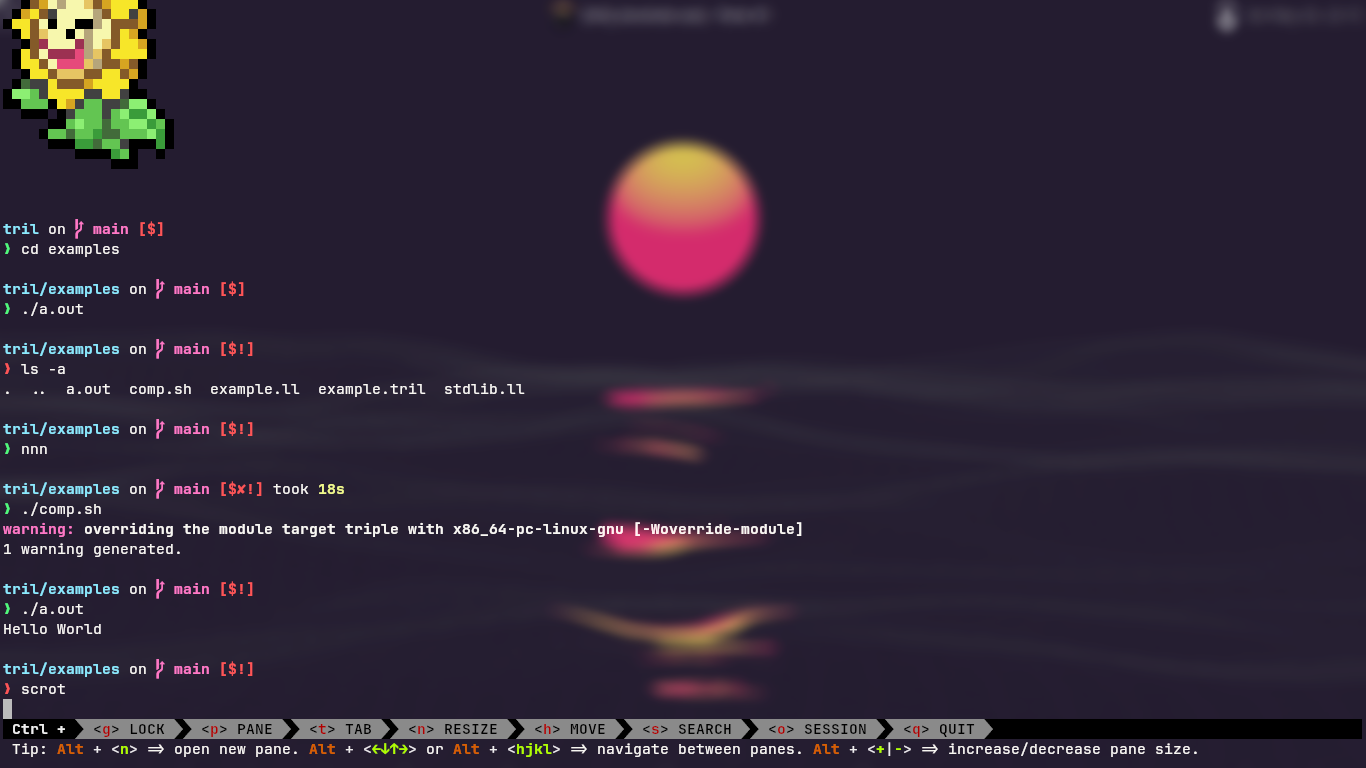 tril on main [$]
❱ cd examples
tril/examples on main [$]
❱ ./a.out
tril/examples on main [$!]
❱ ls -a
.  ..  a.out  comp.sh  example.ll  example.tril  stdlib.ll
tril/examples on main [$!]
❱ nnn
tril/examples on main [$✘!] took 18s
❱ ./comp.sh
warning: overriding the module target triple with x86_64-pc-linux-gnu [-Woverride-module]
1 warning generated.
tril/examples on main [$!]
❱ ./a.out
Hello World
tril/examples on main [$!]
❱ scrot
Ctrl + <g> LOCK <p> PANE <t> TAB <n> RESIZE <h> MOVE <s> SEARCH <o> SESSION <q> QUIT
Tip: Alt + <n> => open new pane. Alt + <←↓↑→> or Alt + <hjkl> => navigate between panes. Alt + <+|-> => increase/decrease pane size.